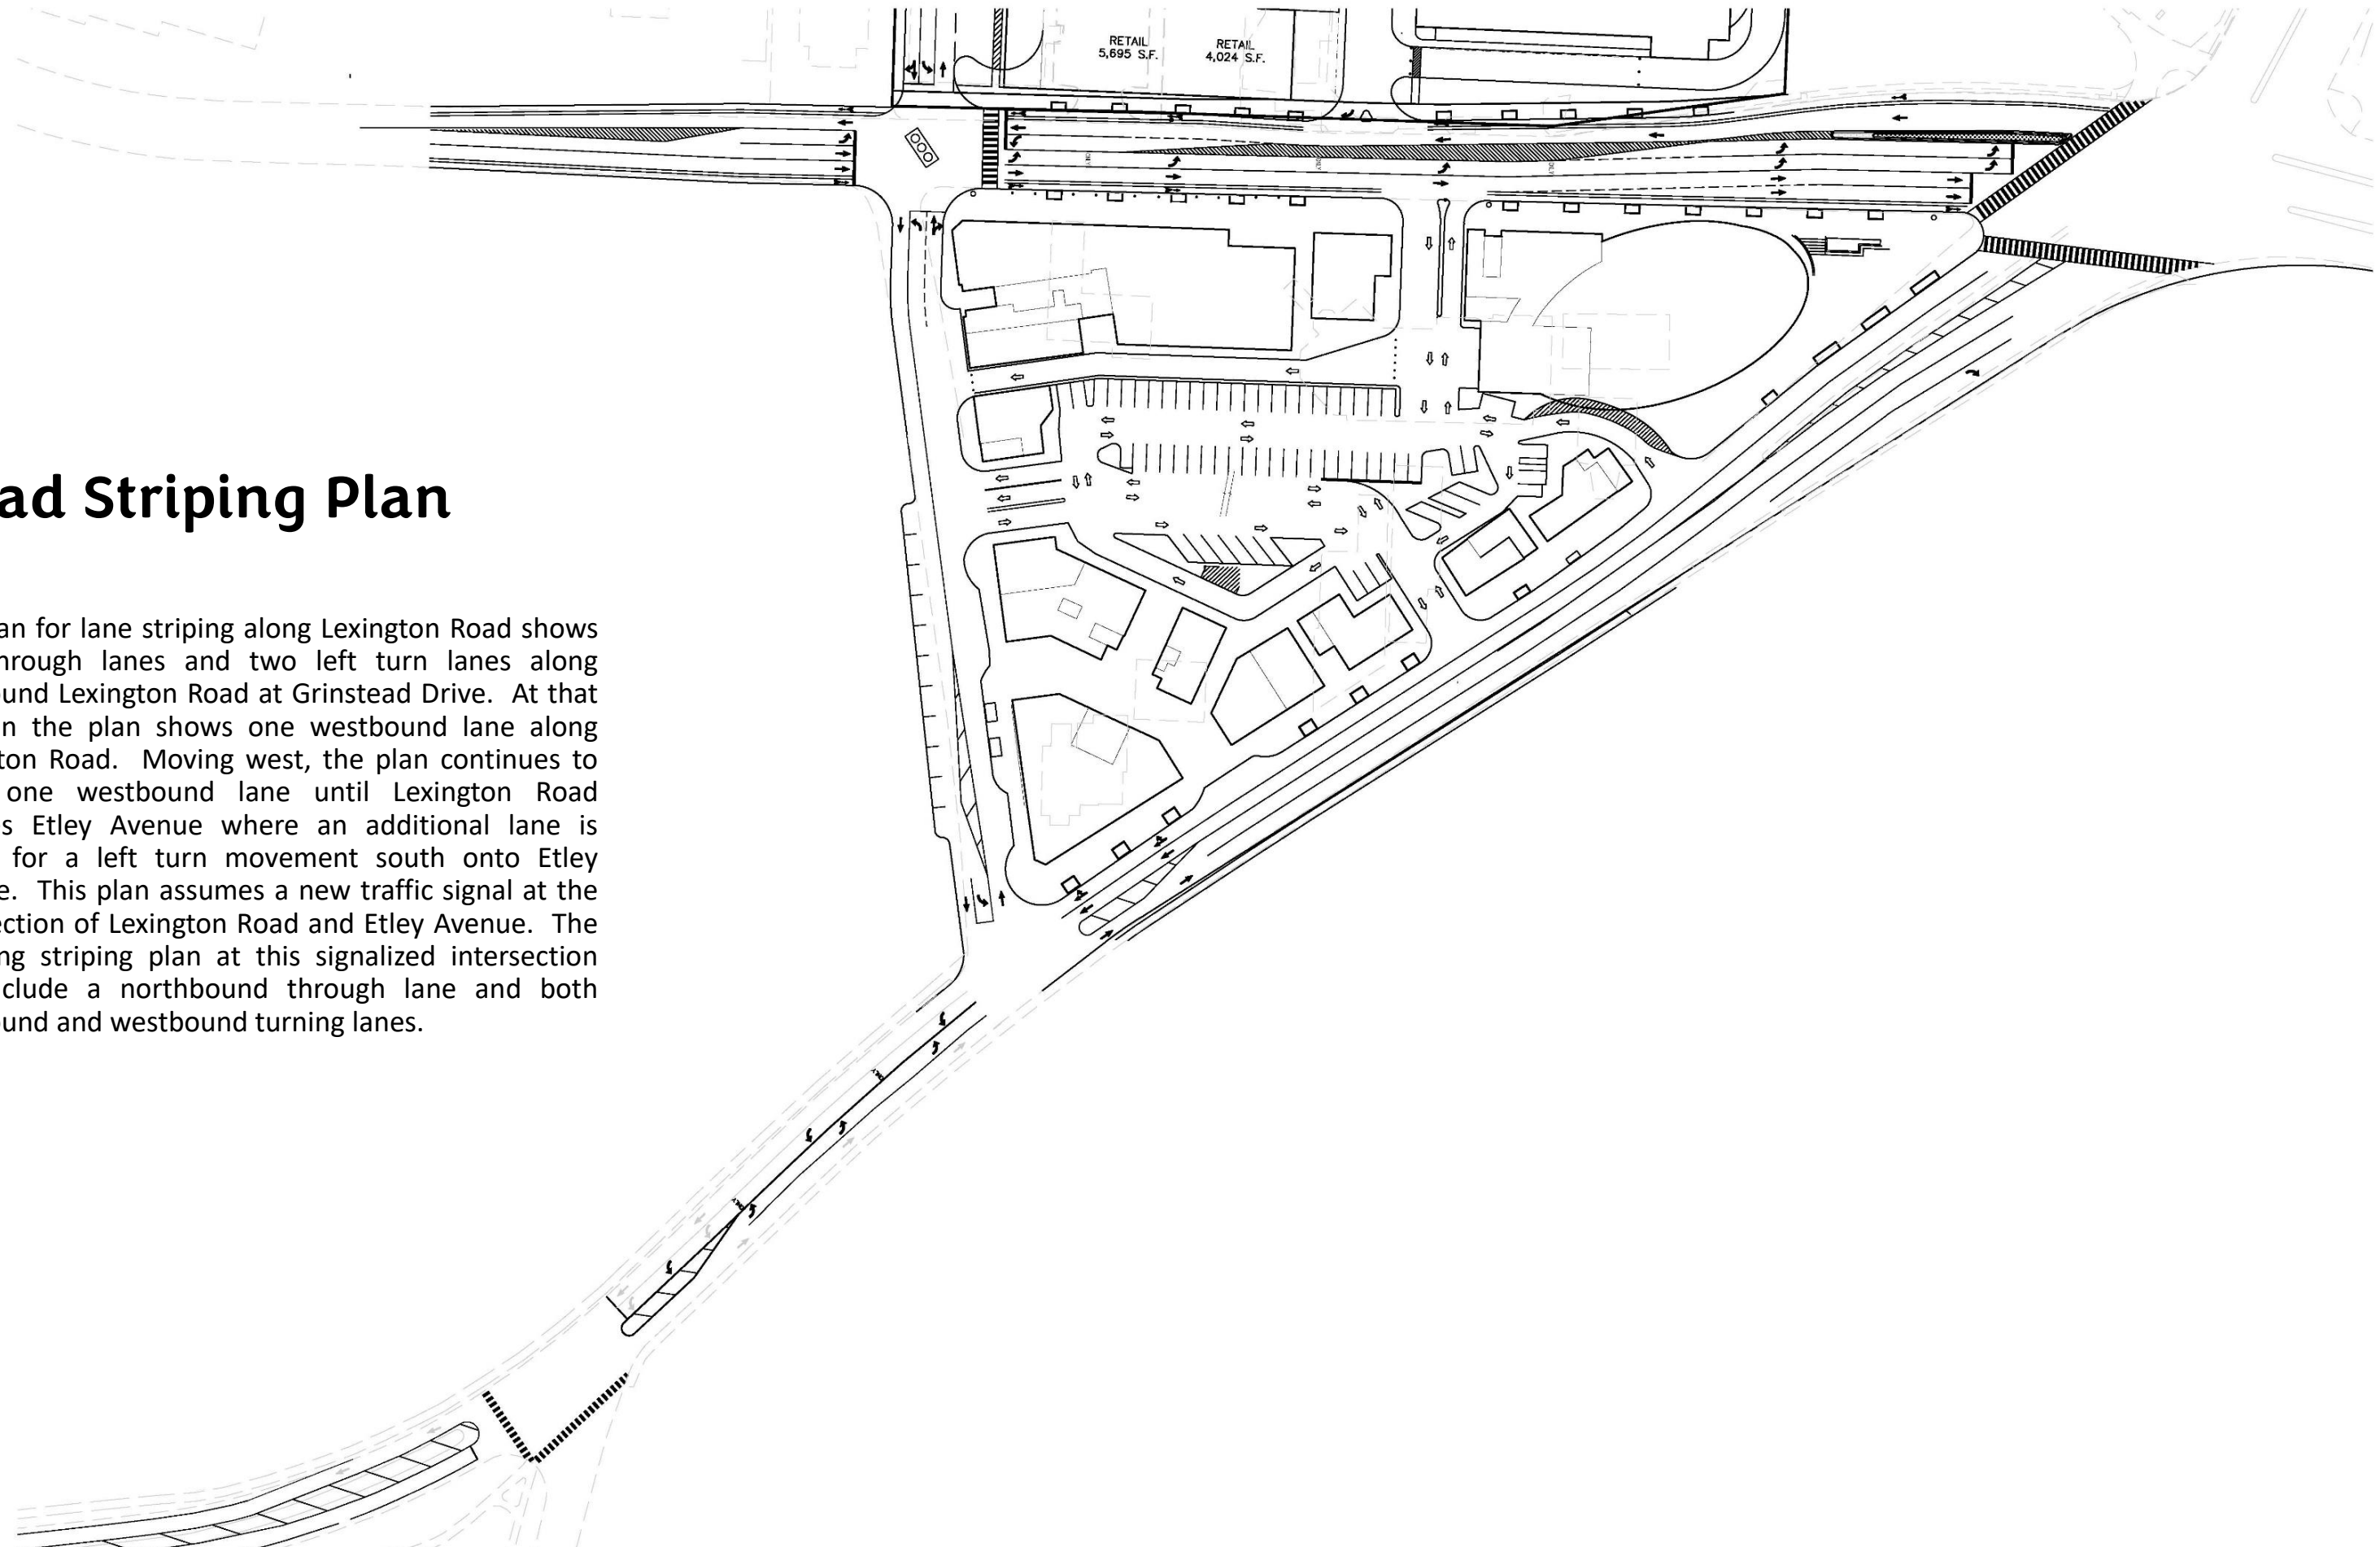 RETAIL
5,695 S.F.
RETAIL
4,024 S.F.
ad Striping Plan
an for lane striping along Lexington Road shows
hrough lanes and two left turn lanes along
ound Lexington Road at Grinstead Drive. At that
n the plan shows one westbound lane along
ton Road. Moving west, the plan continues to
one westbound lane until Lexington Road
s Etley Avenue where an additional lane is
for a left turn movement south onto Etley
e. This plan assumes a new traffic signal at the
ection of Lexington Road and Etley Avenue. The
ng striping plan at this signalized intersection
clude a northbound through lane and both
ound and westbound turning lanes.